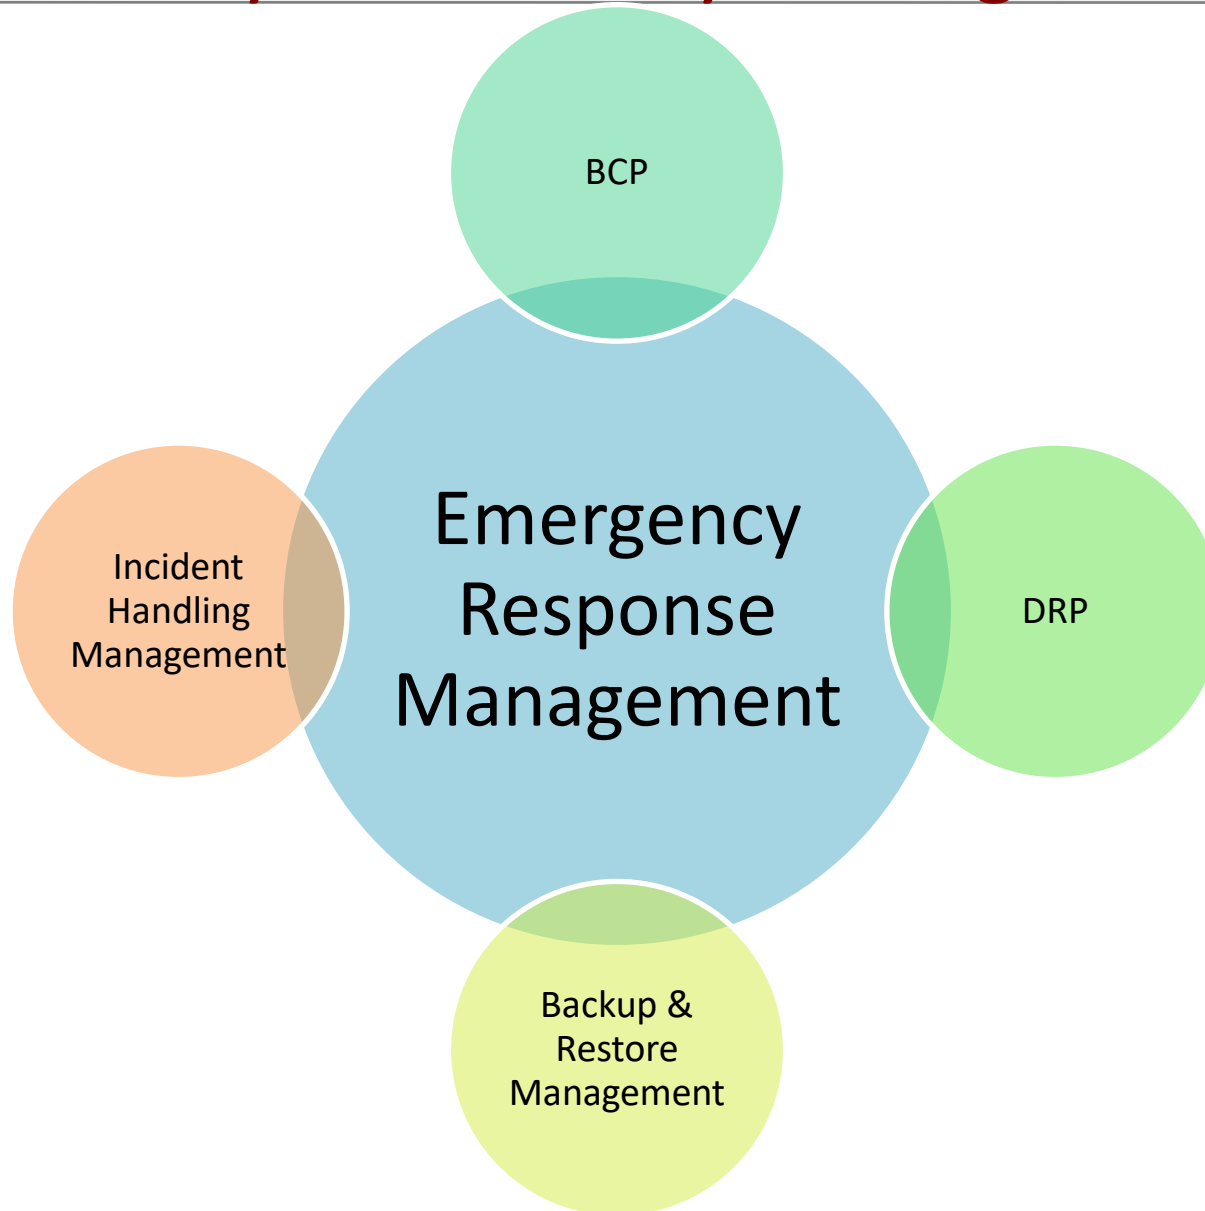 BCP
Emergency
Response
Management
Incident
Handling
Management
DRP
Backup &
Restore
Management